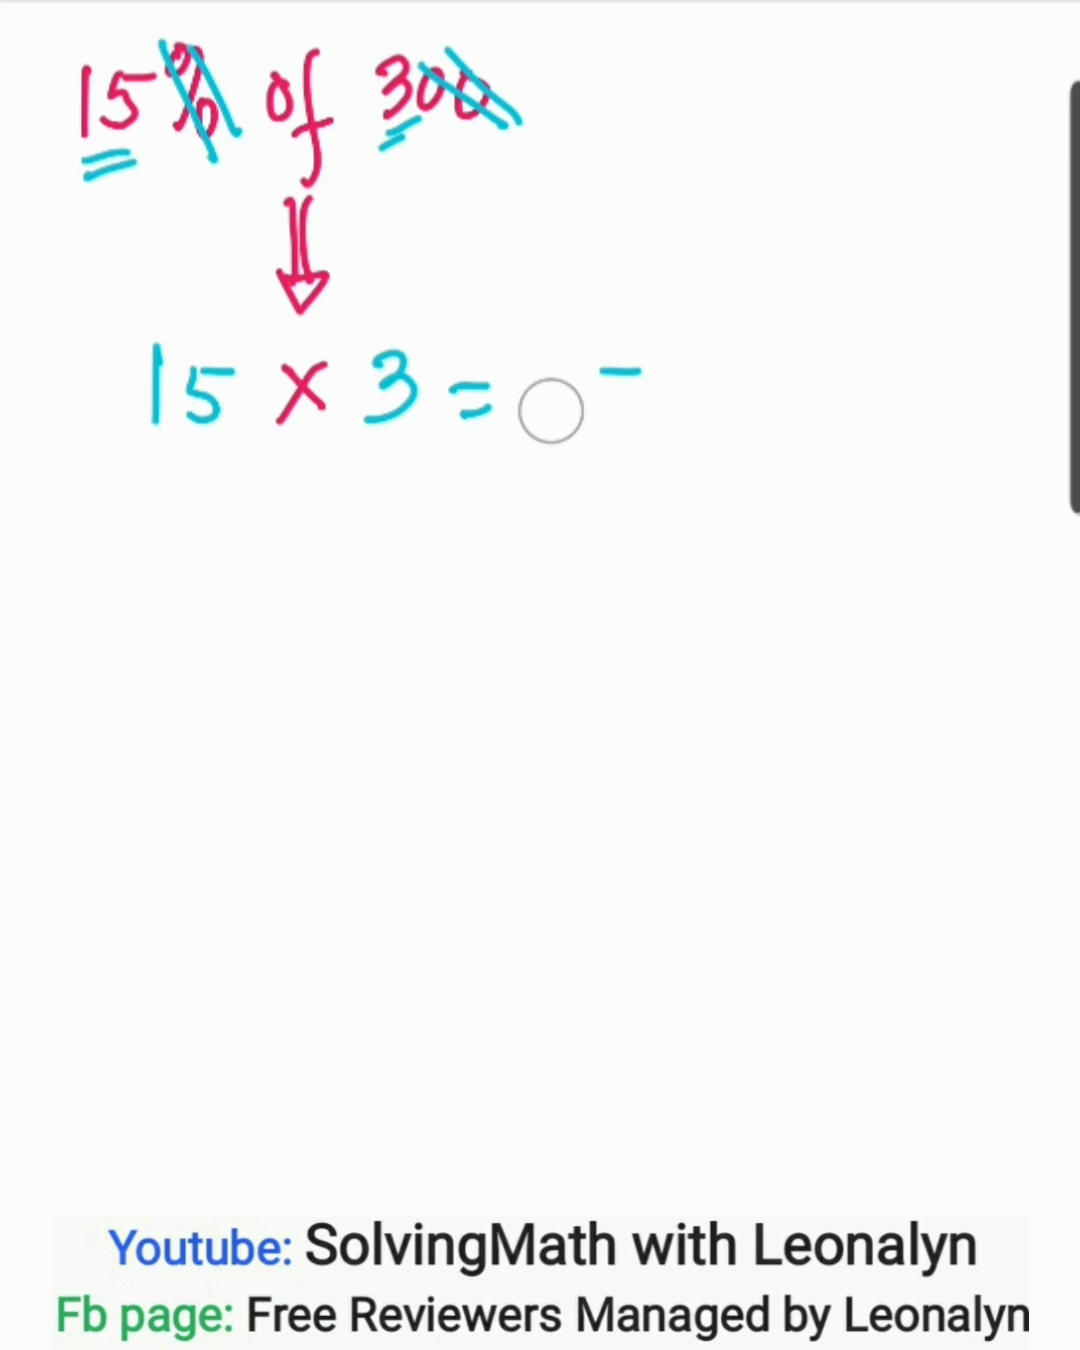 15% of 300
15 × 3 =
Youtube: SolvingMath with Leonalyn
Fb page: Free Reviewers Managed by Leonalyn